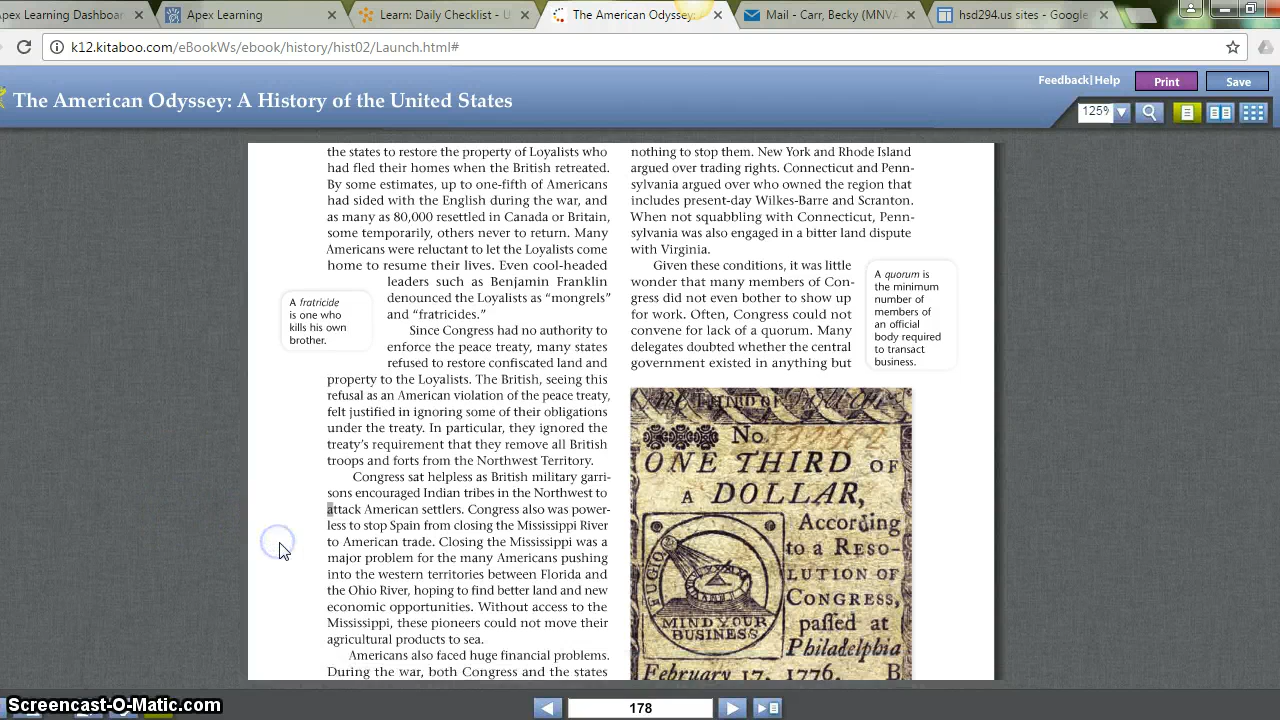 apex Learning Dashboa
Apex Learning
Learn: Daily Checklist - U
The American Odyssey:
Mail - Carr, Becky (MNVA
hsd294.us sites - Google
k12.kitaboo.com/eBookWs/ebook/history/hist02/Launch.html#
Feedback|Help
Print
Save
The American Odyssey: A History of the United States
125%
the states to restore the property of Loyalists who
had fled their homes when the British retreated.
By some estimates, up to one-fifth of Americans
had sided with the English during the war, and
as many as 80,000 resettled in Canada or Britain,
some temporarily, others never to return. Many
Americans were reluctant to let the Loyalists come
home to resume their lives. Even cool-headed
leaders such as Benjamin Franklin
denounced the Loyalists as “mongrels”
and “fratricides.”
A fratricide
is one who
kills his own
brother.
Since Congress had no authority to
enforce the peace treaty, many states
refused to restore confiscated land and
property to the Loyalists. The British, seeing this
refusal as an American violation of the peace treaty,
felt justified in ignoring some of their obligations
under the treaty. In particular, they ignored the
treaty’s requirement that they remove all British
troops and forts from the Northwest Territory.
Congress sat helpless as British military garri-
sons encouraged Indian tribes in the Northwest to
attack American settlers. Congress also was power-
less to stop Spain from closing the Mississippi River
to American trade. Closing the Mississippi was a
major problem for the many Americans pushing
into the western territories between Florida and
the Ohio River, hoping to find better land and new
economic opportunities. Without access to the
Mississippi, these pioneers could not move their
agricultural products to sea.
Americans also faced huge financial problems.
During the war, both Congress and the states
nothing to stop them. New York and Rhode Island
argued over trading rights. Connecticut and Penn-
sylvania argued over who owned the region that
includes present-day Wilkes-Barre and Scranton.
When not squabbling with Connecticut, Penn-
sylvania was also engaged in a bitter land dispute
with Virginia.
Given these conditions, it was little
wonder that many members of Con-
gress did not even bother to show up
for work. Often, Congress could not
convene for lack of a quorum. Many
delegates doubted whether the central
government existed in anything but
A quorum is
the minimum
number of
members of
an official
body required
to transact
business.
THIRD OF
No.
ONE THIRD OF
A DOLLAR,
According
to a RESO-
LUTION OF
CONGRESS,
passed at
Philadelphia
February 17, 1776. B
FUGIO
MIND YOUR
BUSINESS
178
Screencast-O-Matic.com